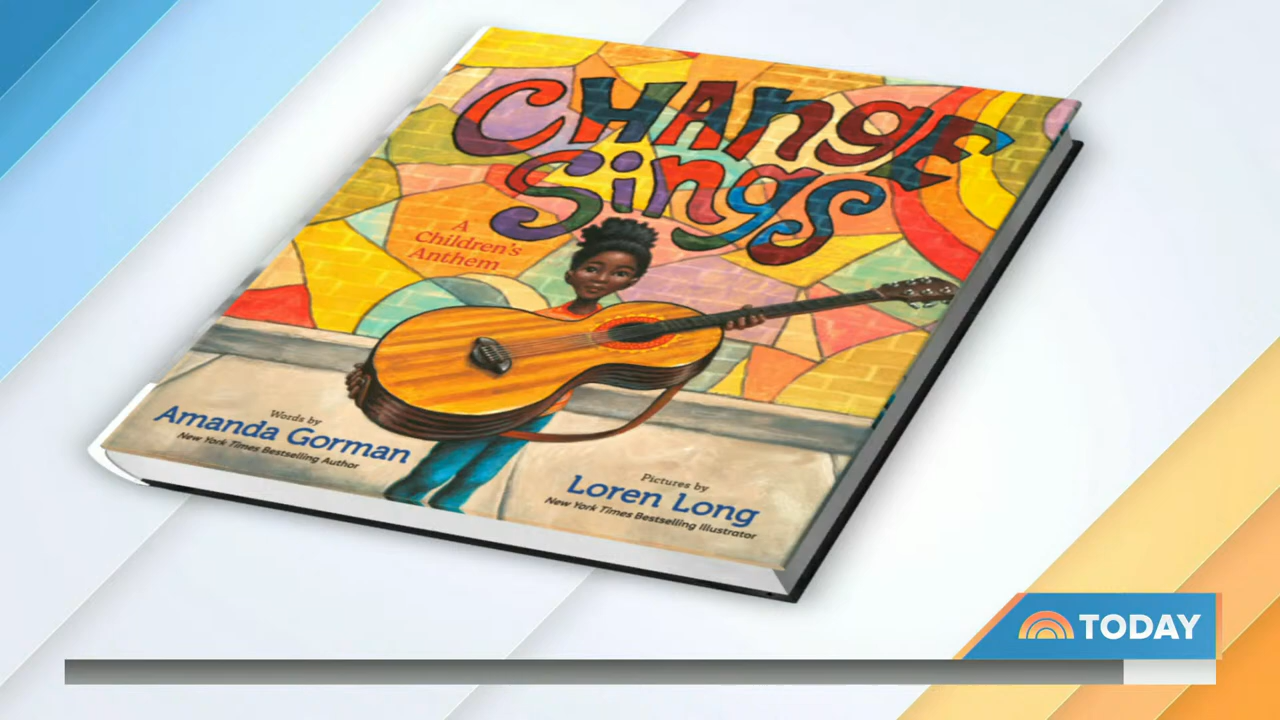 CHANGE
Sings
A
Children's
Anthem
Words by
Amanda Gorman
New York Times Bestselling Author
Pictures by
Loren Long
New York Times Bestselling Illustrator
TODAY